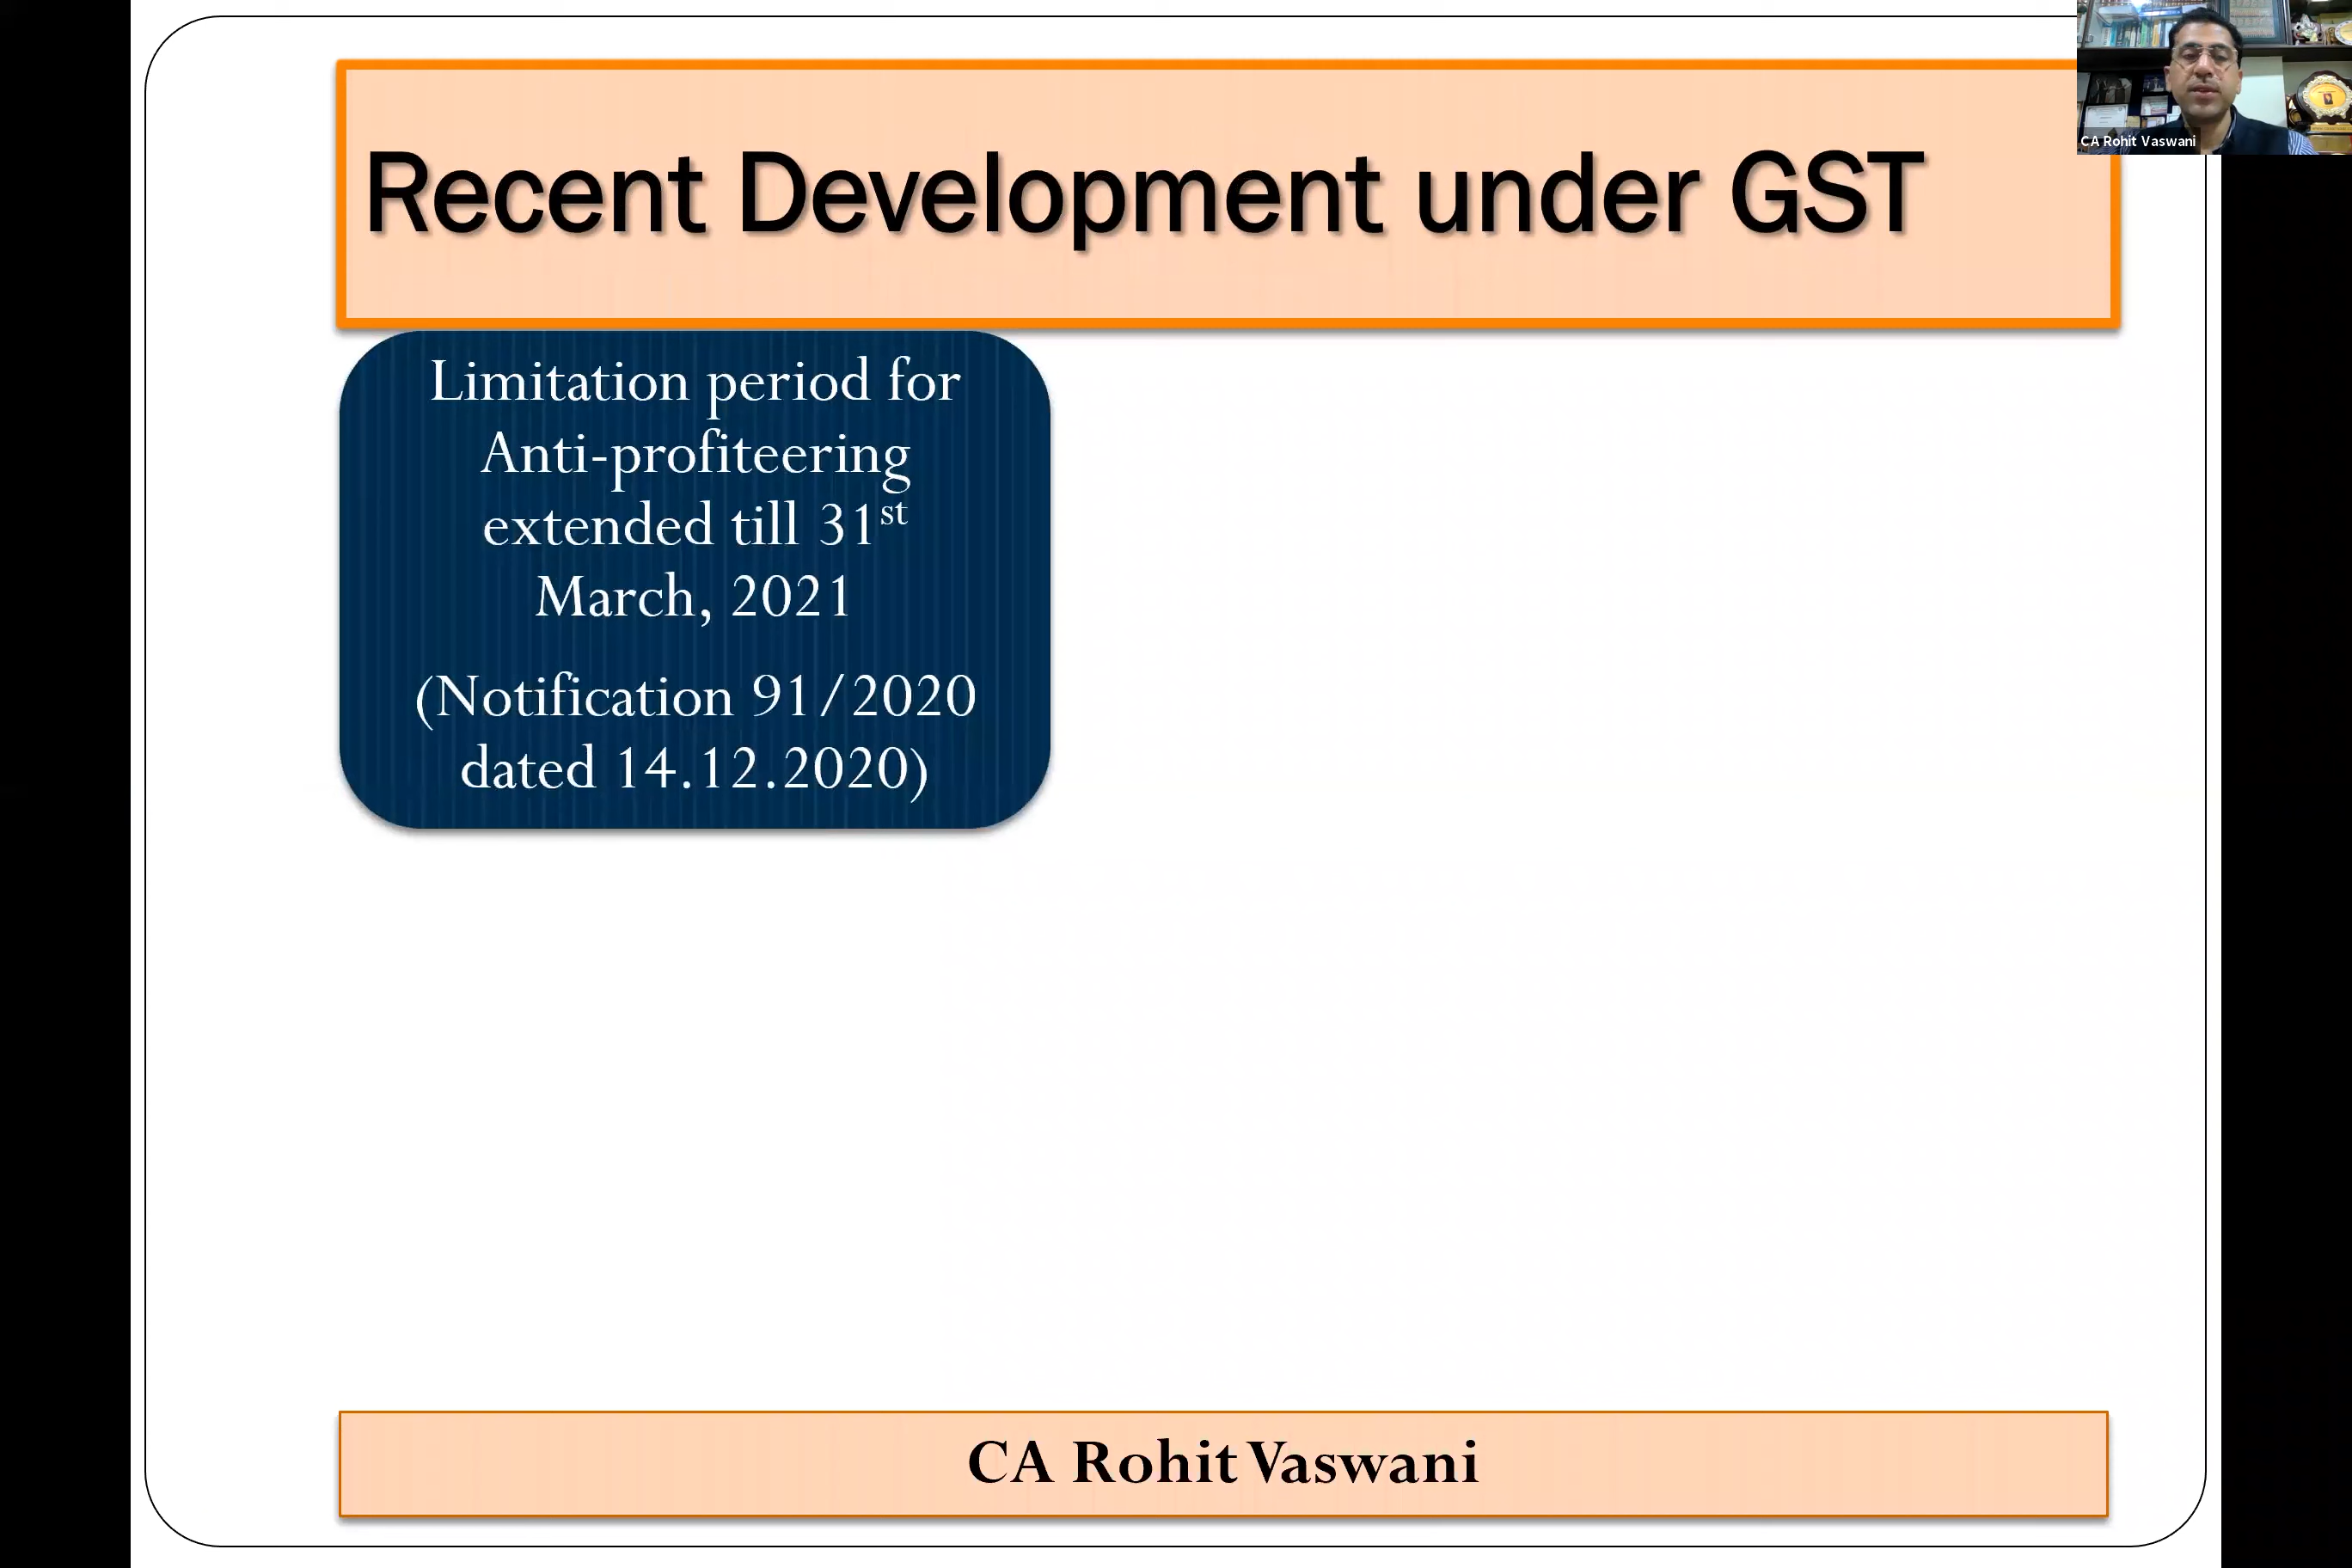 Recent Development under GST
CA Rohit Vaswani
Limitation period for
Anti-profiteering
extended till 31st
March, 2021
(Notification 91/2020
dated 14.12.2020)
CA Rohit Vaswani